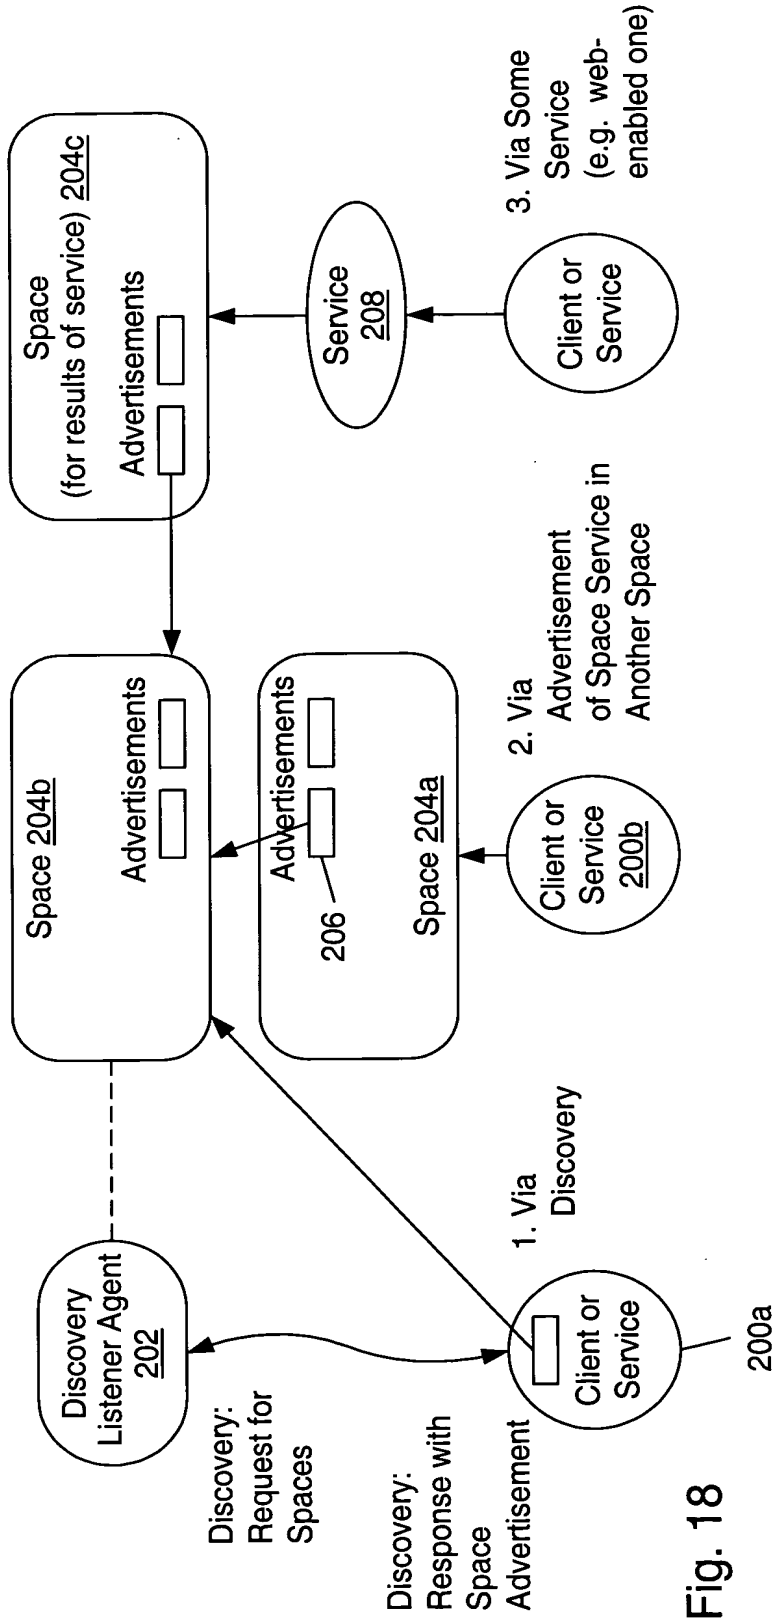 Discovery
Listener Agent
202
Discovery:
Request for
Spaces
Discovery:
Response with
Space
Advertisement
Client or
Service
200a
1. Via
Discovery
Space 204b
Advertisements
Advertisements
206
Space 204a
Client or
Service
200b
2. Via
Advertisement
of Space Service in
Another Space
Space
(for results of service) 204c
Advertisements
Service
208
Client or
Service
3. Via Some
Service
(e.g. web-
enabled one)
Fig. 18